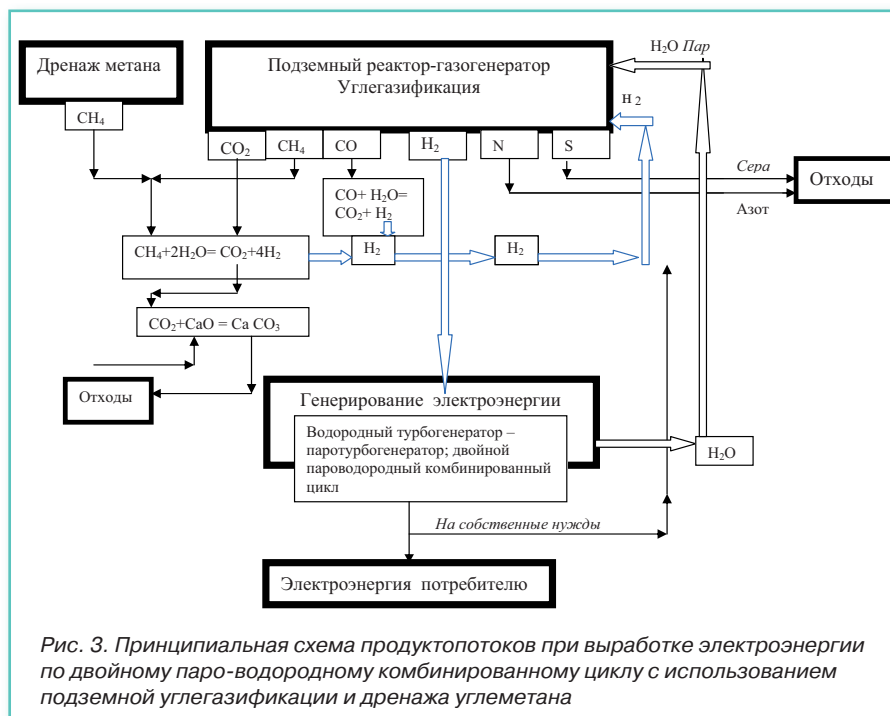 H₂O Пар
Дренаж метана
Подземный реактор-газогенератор
Углегазификация
н 2
CH₄
CO₂
CH₄
CO
H₂
N
S
Сера
Отходы
Азот
CO+ H₂O=
CO₂+ H₂
H₂
H₂
CH₄+2H₂O= CO₂+4H₂
CO₂+CaO = Ca CO₃
Отходы
Генерирование электроэнергии
Водородный турбогенератор –
паротурбогенератор; двойной
пароводородный комбинированный
цикл
H₂O
На собственные нужды
Электроэнергия потребителю
Рис. 3. Принципиальная схема продуктопотоков при выработке электроэнергии
по двойному паро-водородному комбинированному циклу с использованием
подземной углегазификации и дренажа углеметана